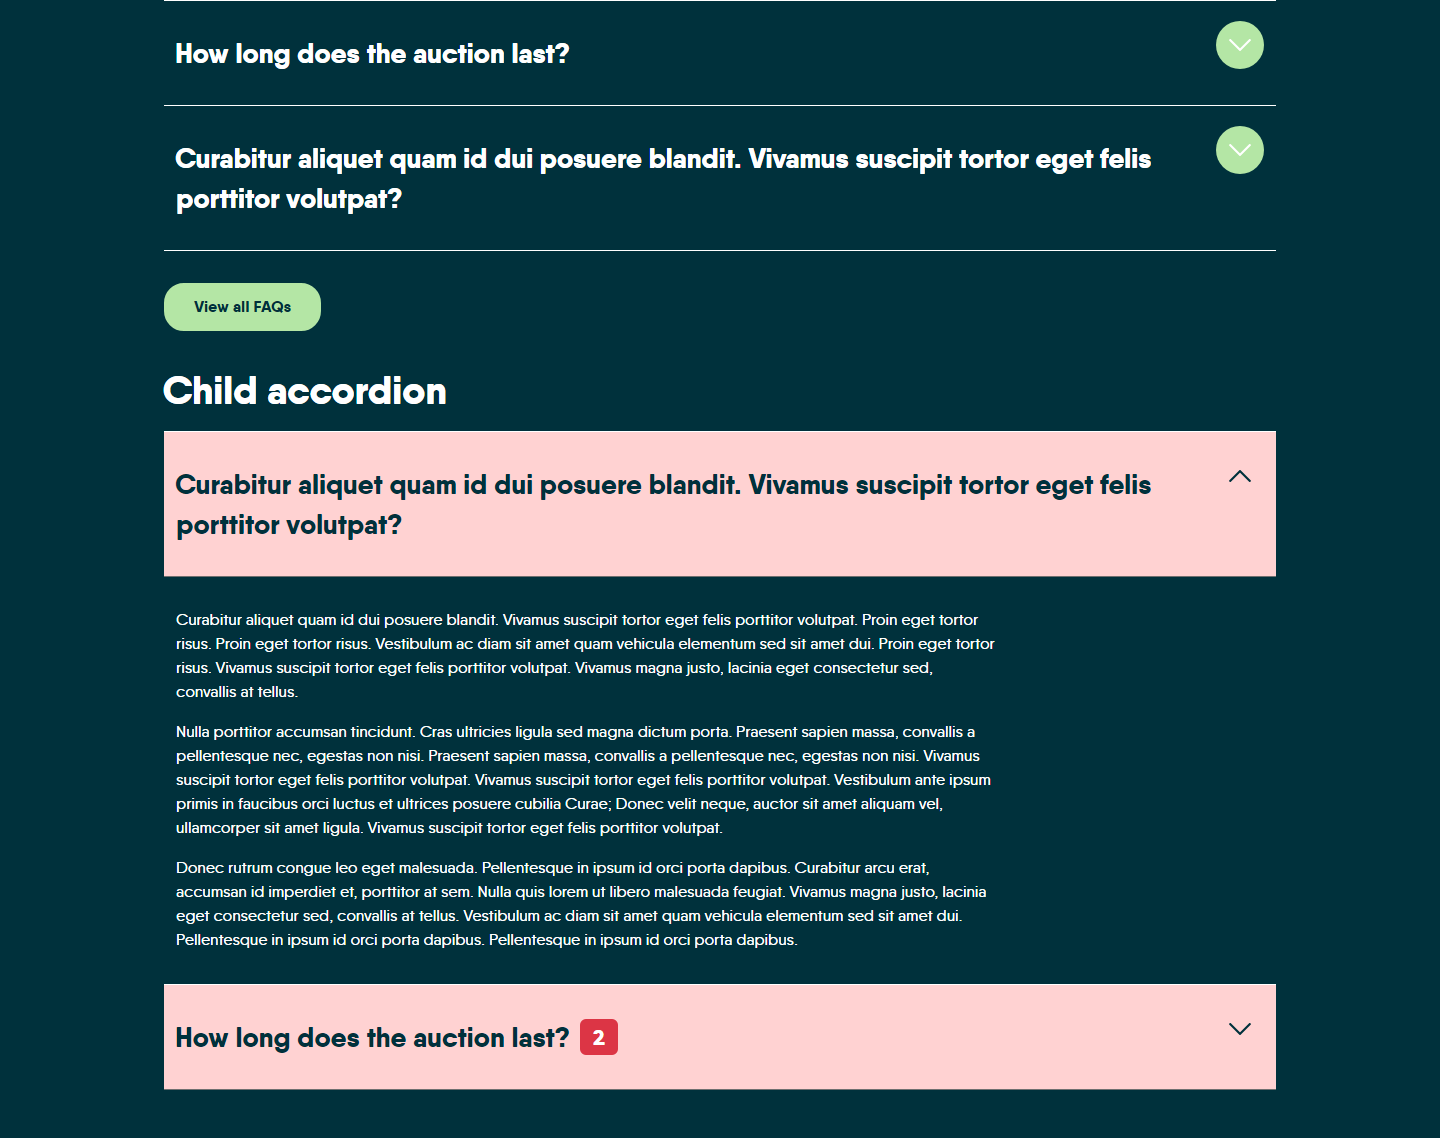 How long does the auction last?
Curabitur aliquet quam id dui posuere blandit. Vivamus suscipit tortor eget felis
porttitor volutpat?
View all FAQs
Child accordion
Curabitur aliquet quam id dui posuere blandit. Vivamus suscipit tortor eget felis
porttitor volutpat?
Curabitur aliquet quam id dui posuere blandit. Vivamus suscipit tortor eget felis porttitor volutpat. Proin eget tortor
risus. Proin eget tortor risus. Vestibulum ac diam sit amet quam vehicula elementum sed sit amet dui. Proin eget tortor
risus. Vivamus suscipit tortor eget felis porttitor volutpat. Vivamus magna justo, lacinia eget consectetur sed,
convallis at tellus.
Nulla porttitor accumsan tincidunt. Cras ultricies ligula sed magna dictum porta. Praesent sapien massa, convallis a
pellentesque nec, egestas non nisi. Praesent sapien massa, convallis a pellentesque nec, egestas non nisi. Vivamus
suscipit tortor eget felis porttitor volutpat. Vivamus suscipit tortor eget felis porttitor volutpat. Vestibulum ante ipsum
primis in faucibus orci luctus et ultrices posuere cubilia Curae; Donec velit neque, auctor sit amet aliquam vel,
ullamcorper sit amet ligula. Vivamus suscipit tortor eget felis porttitor volutpat.
Donec rutrum congue leo eget malesuada. Pellentesque in ipsum id orci porta dapibus. Curabitur arcu erat,
accumsan id imperdiet et, porttitor at sem. Nulla quis lorem ut libero malesuada feugiat. Vivamus magna justo, lacinia
eget consectetur sed, convallis at tellus. Vestibulum ac diam sit amet quam vehicula elementum sed sit amet dui.
Pellentesque in ipsum id orci porta dapibus. Pellentesque in ipsum id orci porta dapibus.
How long does the auction last? 2